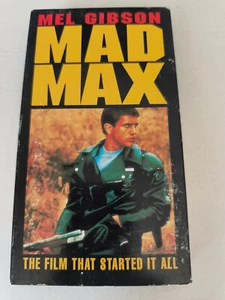 MEL GIBSON
MAD
MAX
THE FILM THAT STARTED IT ALL